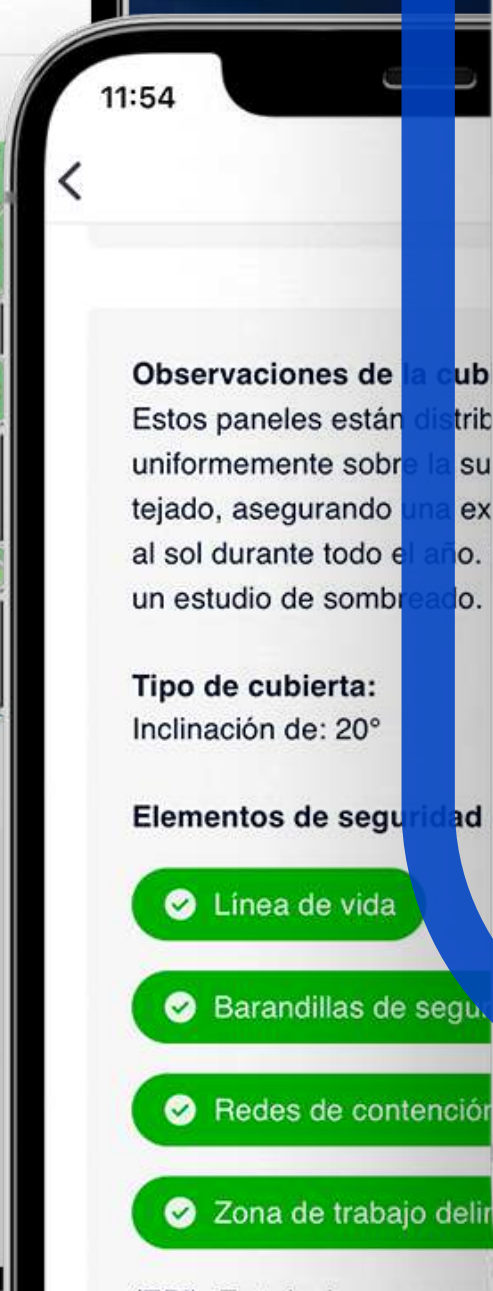 11:54
Observaciones de la cub
Estos paneles están distrib
uniformemente sobre la su
tejado, asegurando una ex
al sol durante todo el año.
un estudio de sombreado.
Tipo de cubierta:
Inclinación de: 20°
Elementos de seguridad
Línea de vida
Barandillas de segur
Redes de contención
Zona de trabajo delim